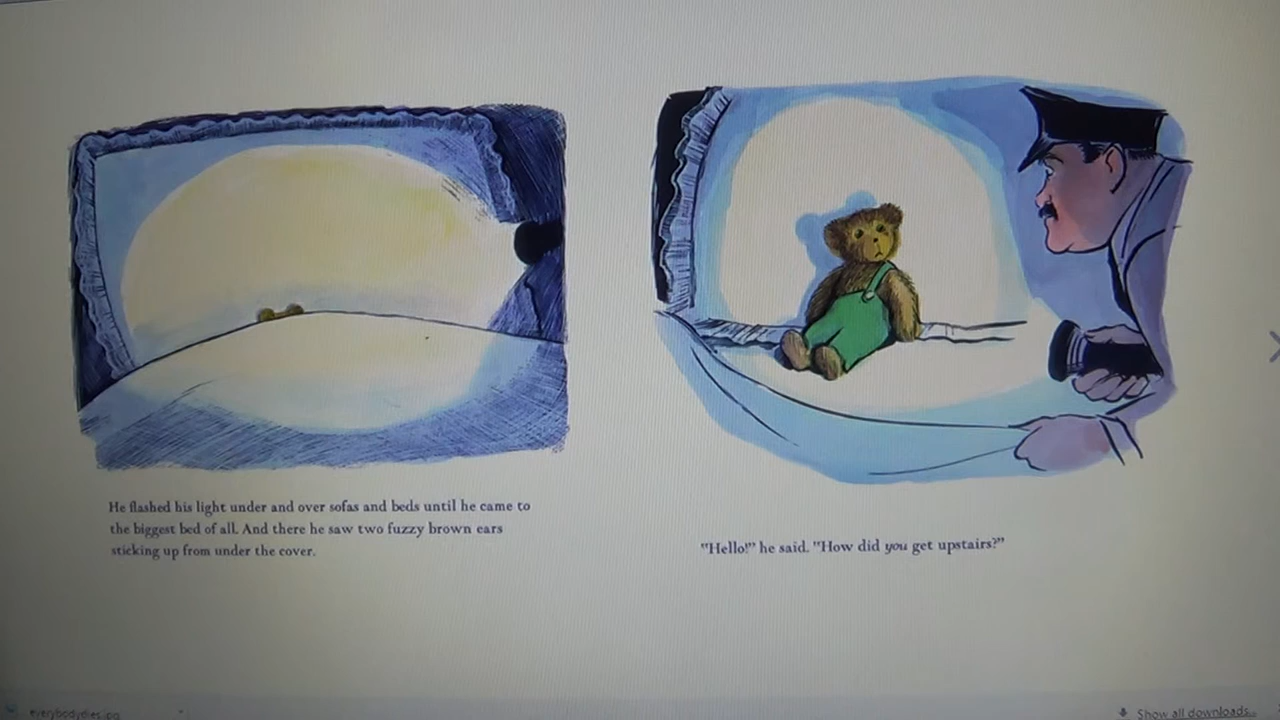 He flashed his light under and over sofas and beds until he came to
the biggest bed of all. And there he saw two fuzzy brown ears
sticking up from under the cover.
"Hello!" he said. "How did you get upstairs?"
everybodydies.jpg
Show all downloads...